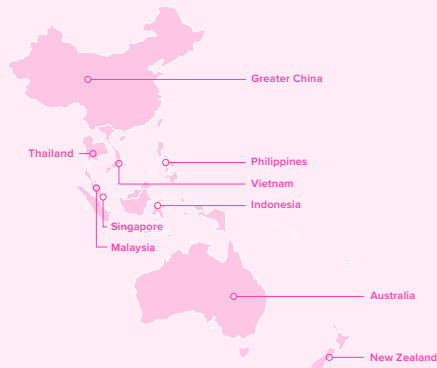 Greater China
Thailand
Philippines
Vietnam
Indonesia
Singapore
Malaysia
Australia
New Zealand